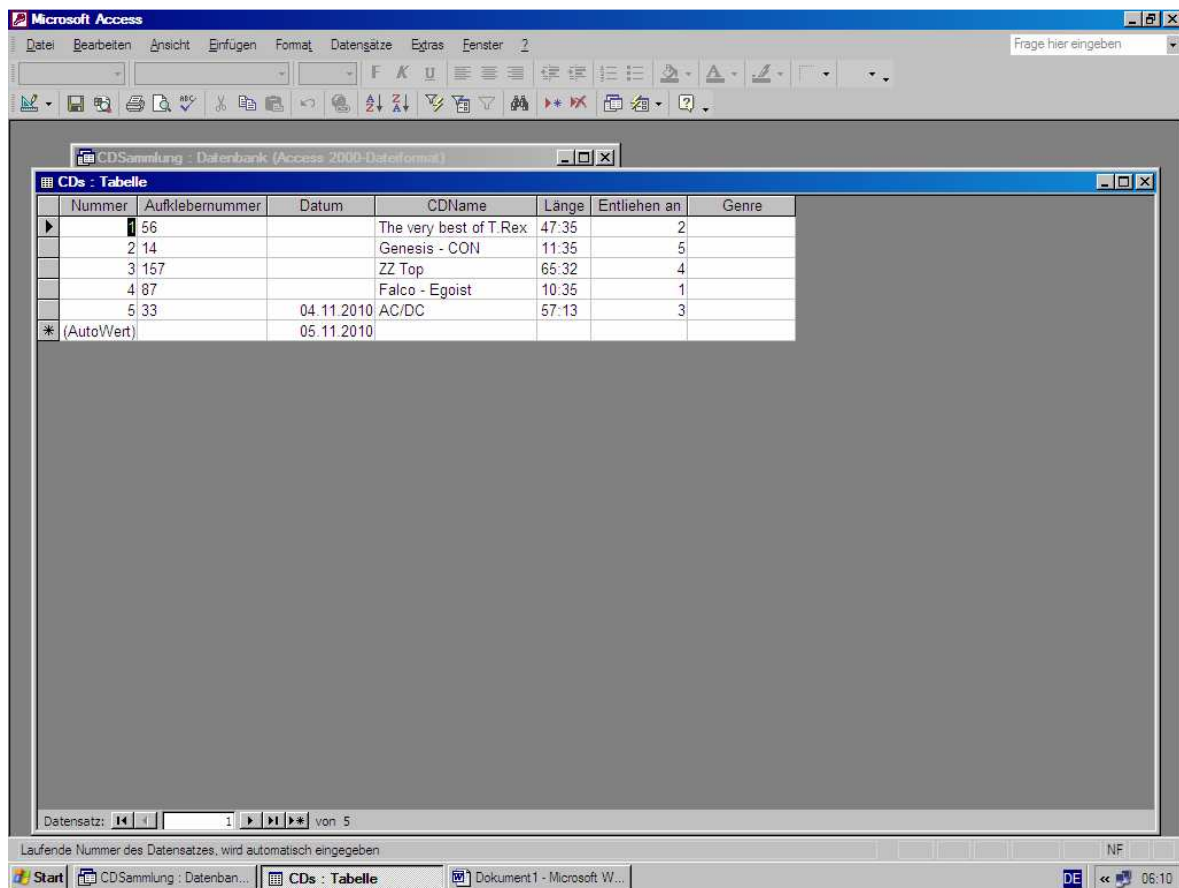 Microsoft Access
Datei Bearbeiten Ansicht Einfügen Format Datensätze Extras Fenster ? Frage hier eingeben
F K U
CDSammlung : Datenbank (Access 2000-Dateiformat)
CDs : Tabelle
Nummer Aufklebernummer Datum CDName Länge Entliehen an Genre
1 56 The very best of T.Rex 47:35 2
2 14 Genesis - CON 11:35 5
3 157 ZZ Top 65:32 4
4 87 Falco - Egoist 10:35 1
5 33 04.11.2010 AC/DC 57:13 3
(AutoWert) 05.11.2010
Datensatz: 1 von 5
Laufende Nummer des Datensatzes, wird automatisch eingegeben NF
Start CDSammlung : Datenban... CDs : Tabelle Dokument1 - Microsoft W... DE « 06:10